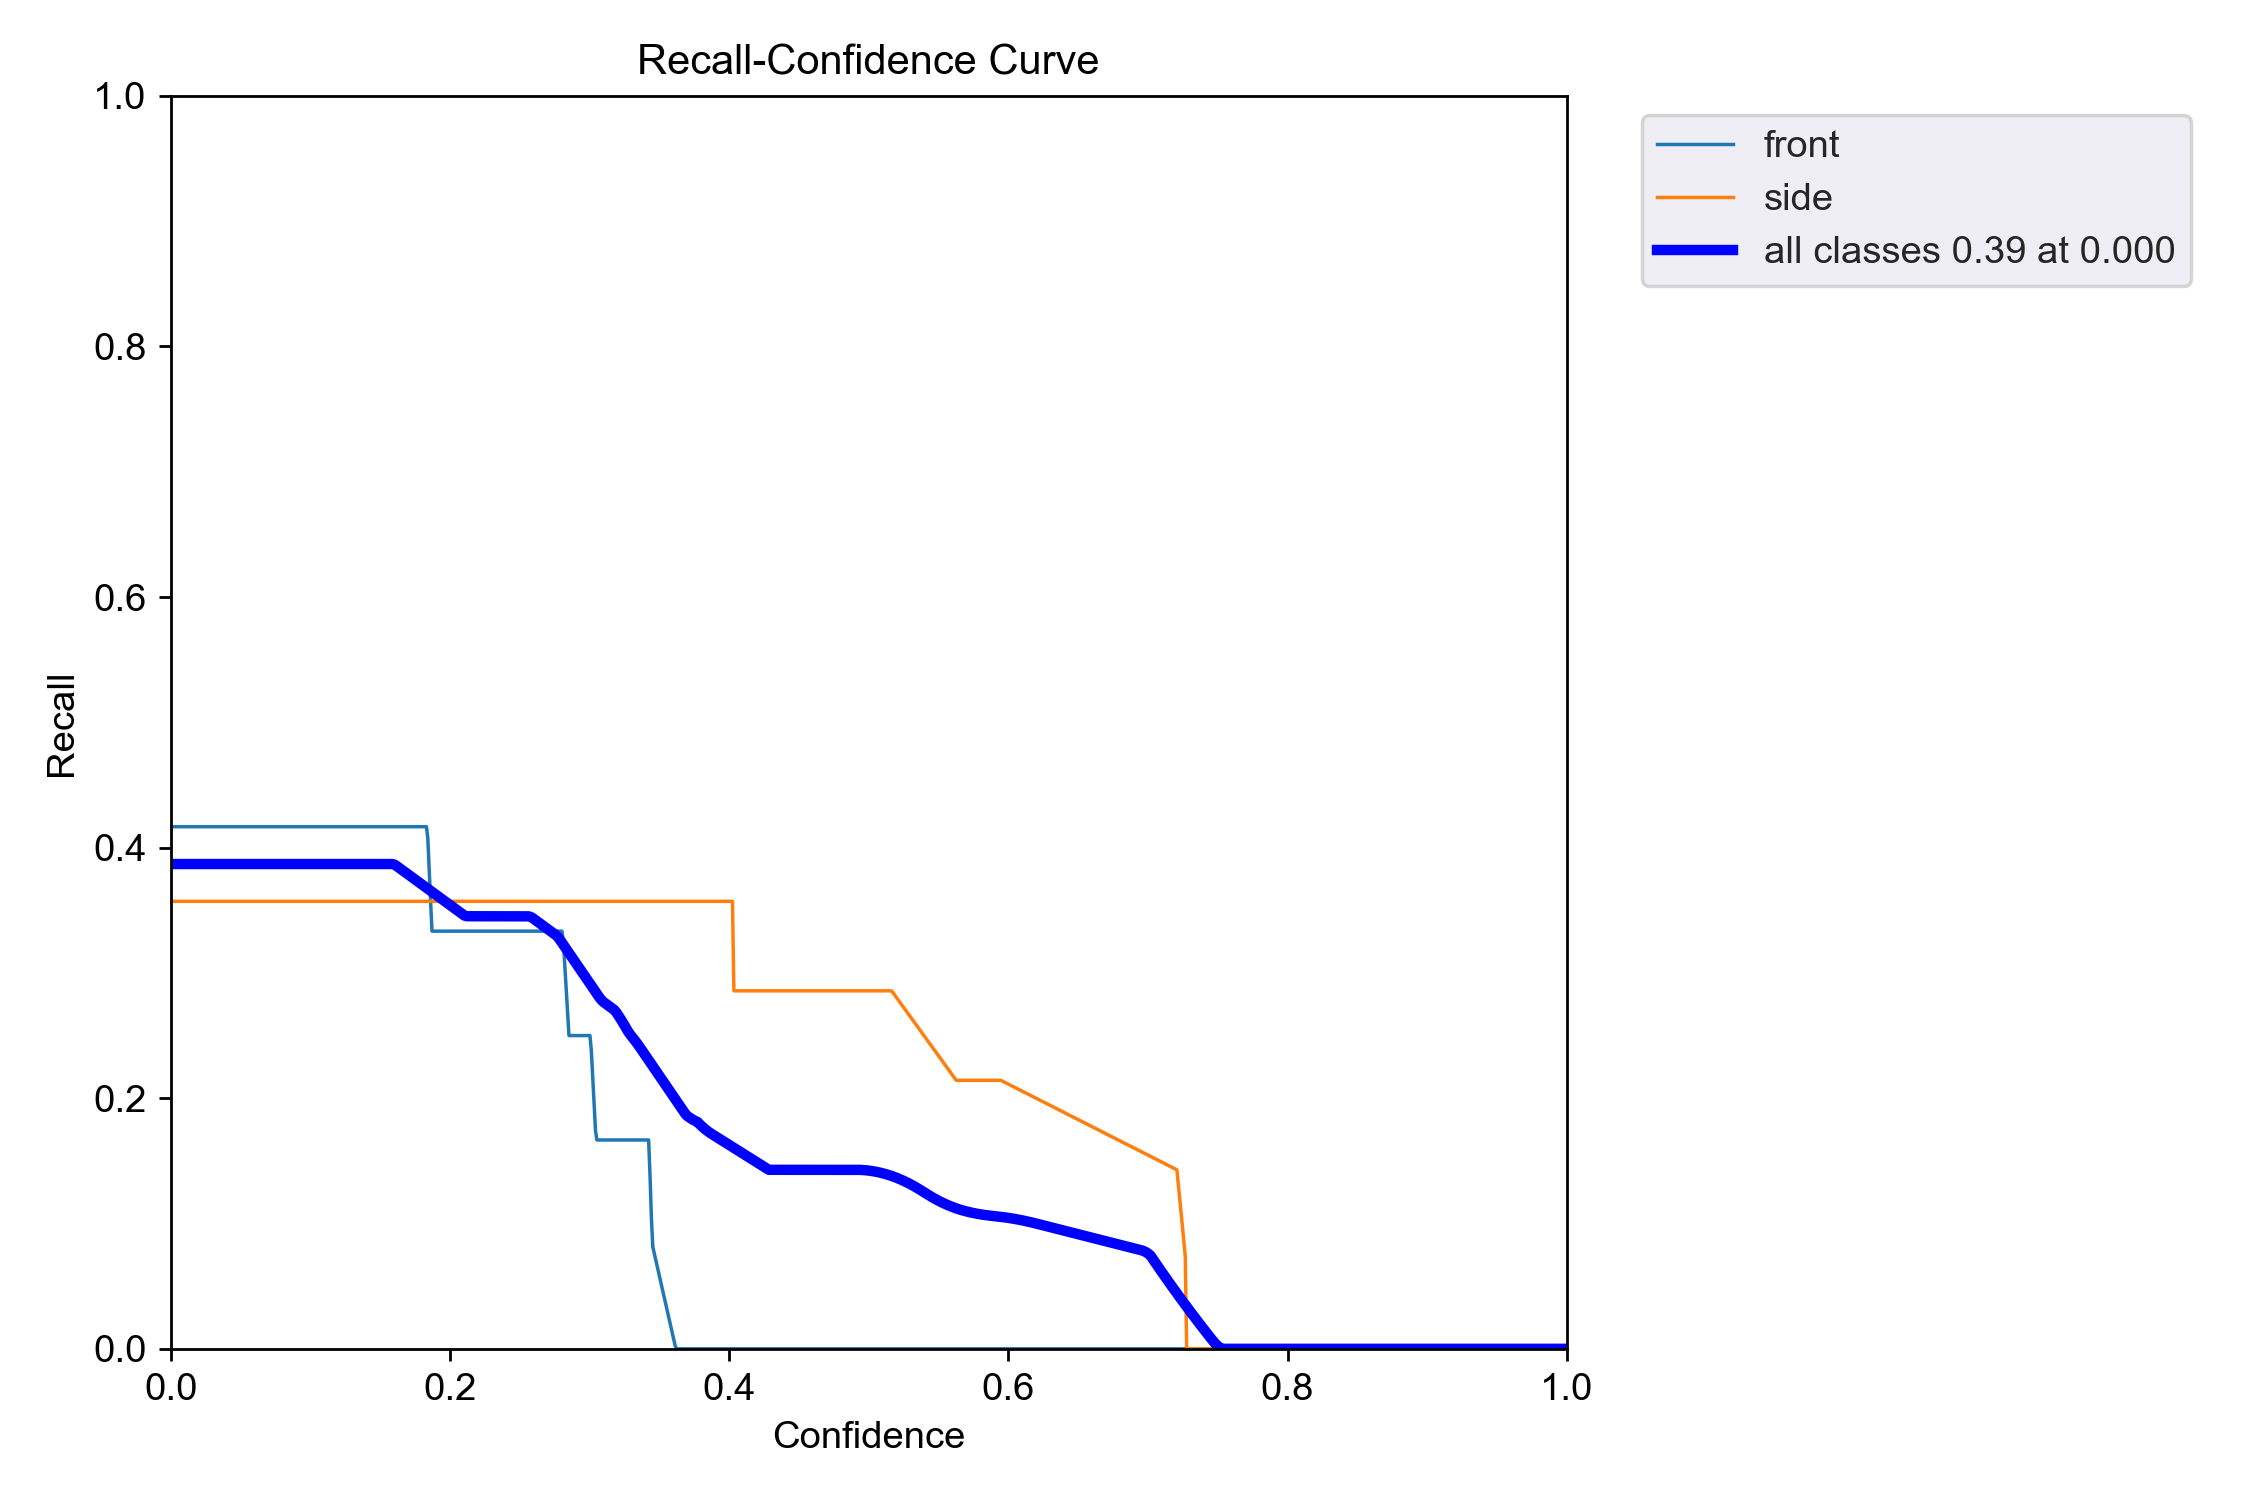 Recall-Confidence Curve
1.0
0.8
0.6
0.4
0.2
0.0
Recall
0.0 0.2 0.4 0.6 0.8 1.0
Confidence
front
side
all classes 0.39 at 0.000